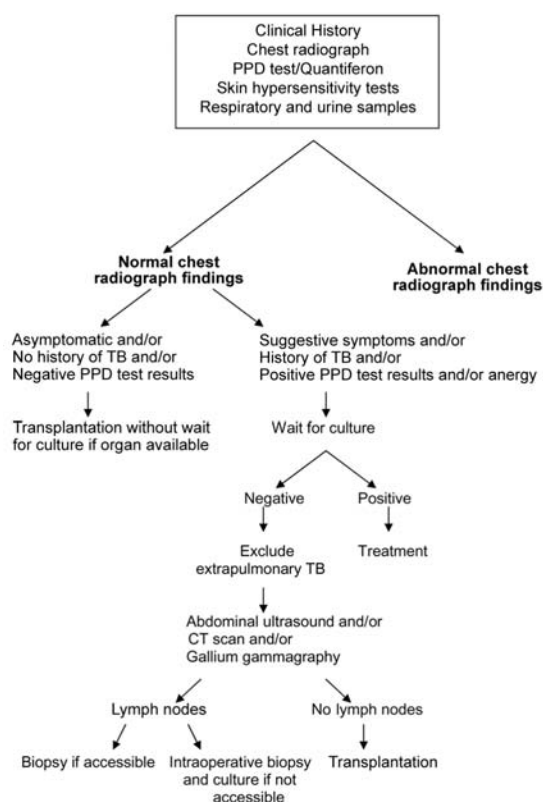 Clinical History
Chest radiograph
PPD test/Quantiferon
Skin hypersensitivity tests
Respiratory and urine samples
Normal chest
radiograph findings
Abnormal chest
radiograph findings
Asymptomatic and/or
No history of TB and/or
Negative PPD test results
Suggestive symptoms and/or
History of TB and/or
Positive PPD test results and/or anergy
Transplantation without wait
for culture if organ available
Wait for culture
Negative
Positive
Exclude
extrapulmonary TB
Treatment
Abdominal ultrasound and/or
CT scan and/or
Gallium gammagraphy
Lymph nodes
No lymph nodes
Biopsy if accessible
Intraoperative biopsy
and culture if not
accessible
Transplantation